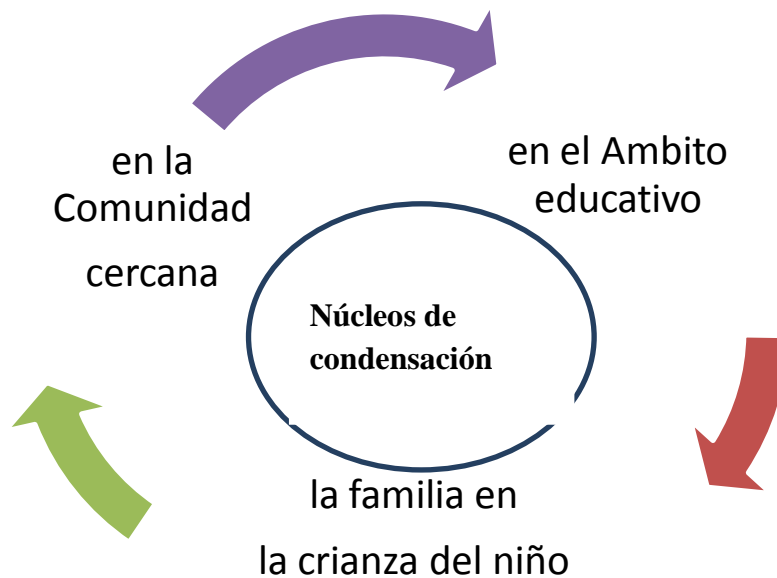 en la
Comunidad
cercana
en el Ambito
educativo
Núcleos de
condensación
la familia en
la crianza del niño